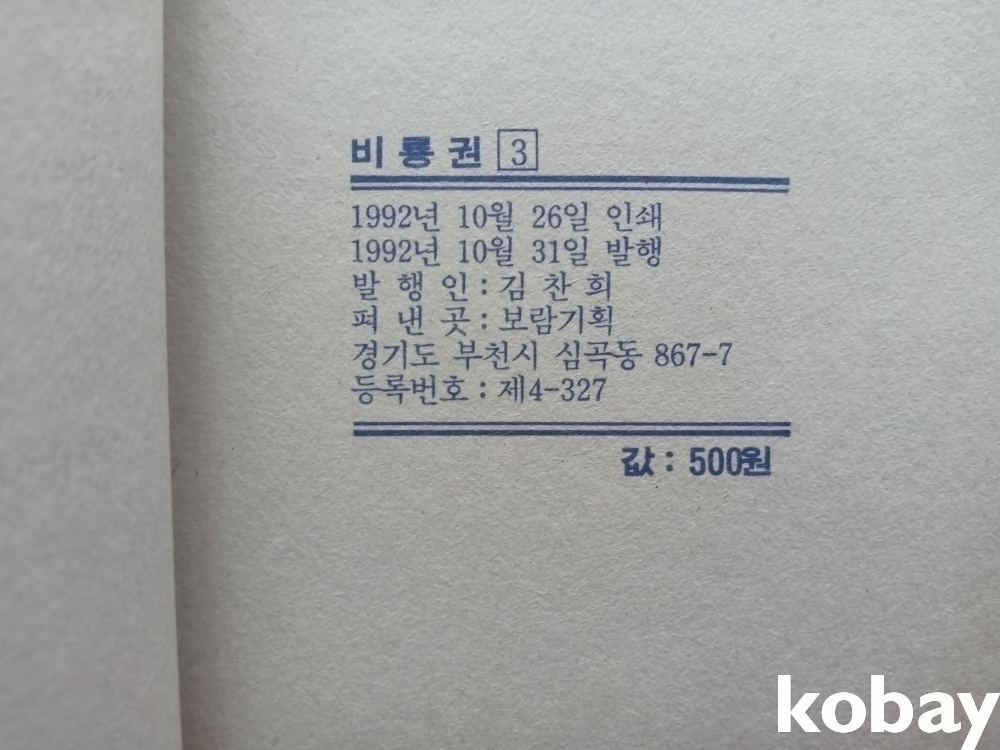 비룡권 3
1992년 10월 26일 인쇄
1992년 10월 31일 발행
발 행 인 : 김 찬 희
펴 낸 곳 : 보람기획
경기도 부천시 심곡동 867-7
등록번호 : 제4-327
값 : 500원
kobay